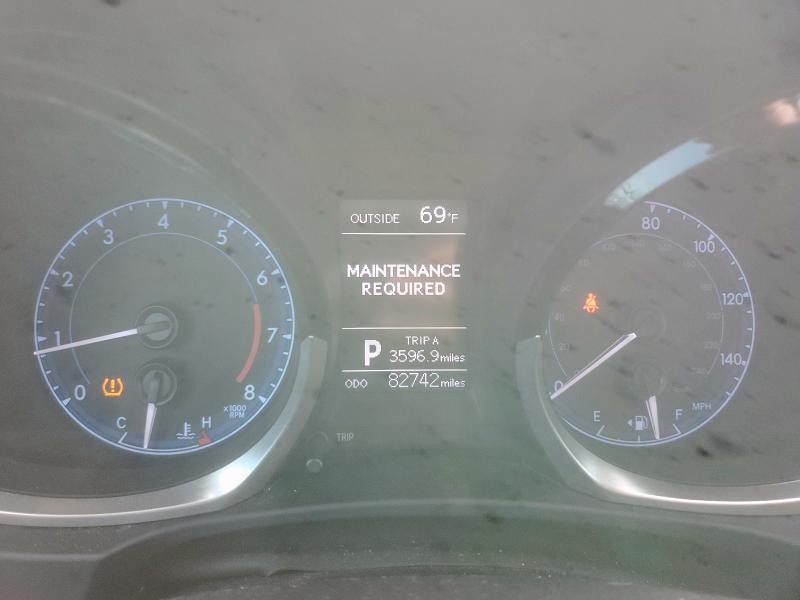 OUTSIDE 69°F
MAINTENANCE
REQUIRED
P
TRIP A
3596.9 miles
ODO 82742 miles
TRIP
0
1
2
3
4
5
6
7
8
x1000
RPM
C
H
0
80
100
120
140
MPH
E
F